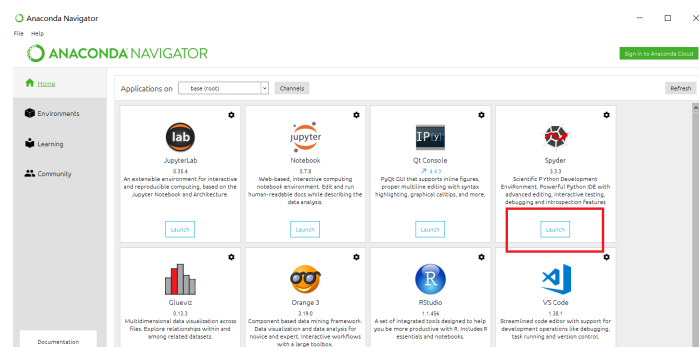 Anaconda Navigator
File Help
ANACONDA NAVIGATOR
Sign in to Anaconda Cloud
Home
Applications on base (root) Channels Refresh
Environments
Learning
Community
Documentation
lab
JupyterLab
0.35.4
An extensible environment for interactive
and reproducible computing, based on the
Jupyter Notebook and Architecture.
Launch
jupyter
Notebook
5.7.8
Web-based, interactive computing
notebook environment. Edit and run
human-readable docs while describing the
data analysis.
Launch
IP[y]
Qt Console
4.4.3
PyQt GUI that supports inline figures,
proper multiline editing with syntax
highlighting, graphical calltips, and more.
Launch
Spyder
3.3.3
Scientific PYthon Development
EnviRonment. Powerful Python IDE with
advanced editing, interactive testing,
debugging and introspection features
Launch
Glueviz
0.13.3
Multidimensional data visualization across
files. Explore relationships within and
among related datasets.
Orange 3
3.19.0
Component based data mining framework.
Data visualization and data analysis for
novice and expert. Interactive workflows
with a large toolbox.
R
RStudio
1.1.456
A set of integrated tools designed to help
you be more productive with R. Includes R
essentials and notebooks.
VS Code
1.38.1
Streamlined code editor with support for
development operations like debugging,
task running and version control.